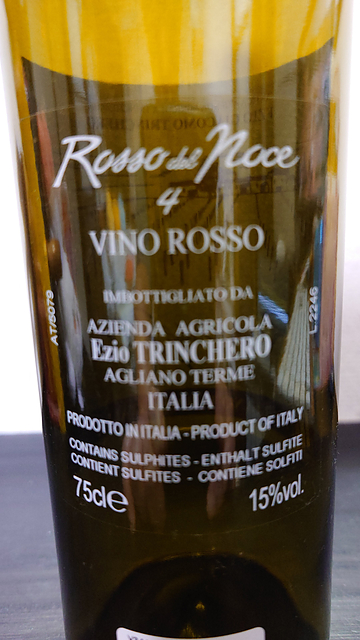 Rosso del Noce
4
VINO ROSSO
IMBOTTIGLIATO DA
AZIENDA AGRICOLA
Ezio TRINCHERO
AGLIANO TERME
ITALIA
PRODOTTO IN ITALIA - PRODUCT OF ITALY
CONTAINS SULPHITES - ENTHALT SULFITE
CONTIENT SULFITES - CONTIENE SOLFITI
75cl e 15%vol.
AT/5079
L.2246